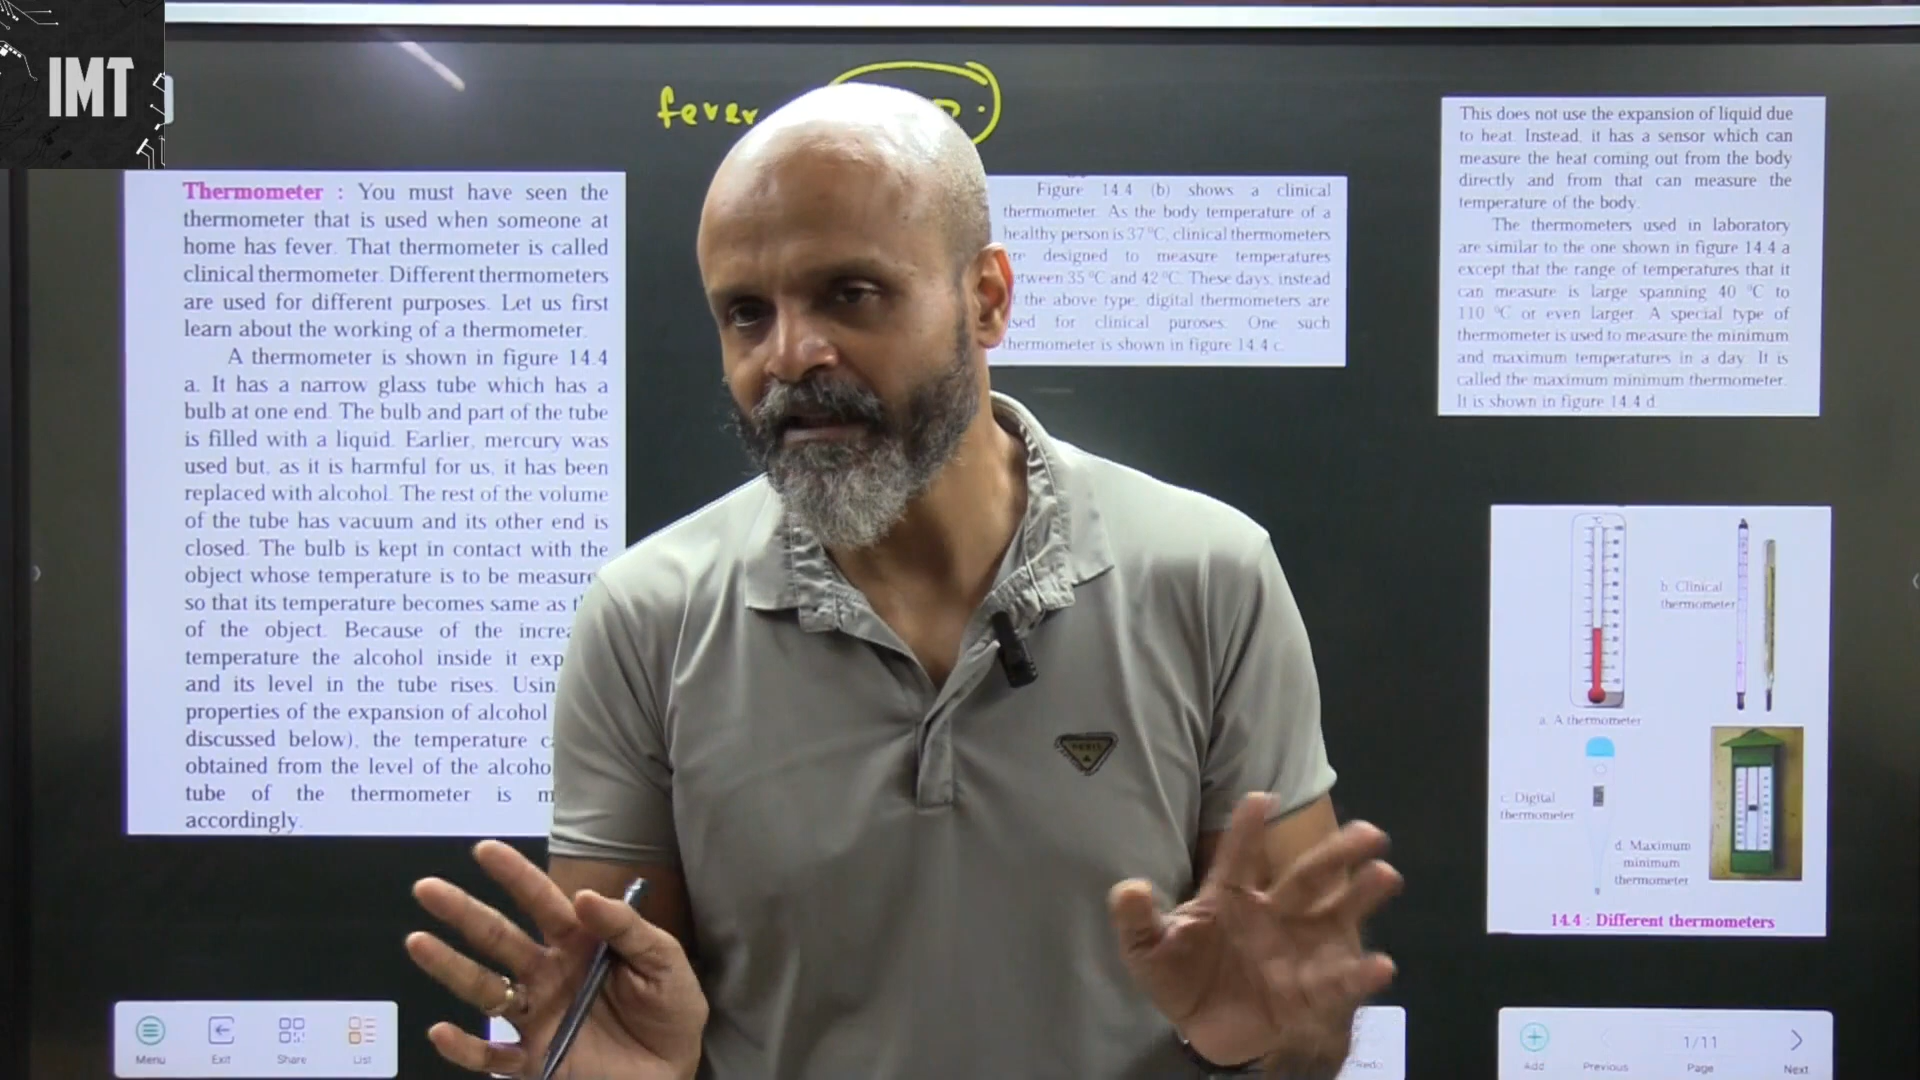 IMT
fever
Thermometer : You must have seen the
thermometer that is used when someone at
home has fever. That thermometer is called
clinical thermometer. Different thermometers
are used for different purposes. Let us first
learn about the working of a thermometer.
A thermometer is shown in figure 14.4
a. It has a narrow glass tube which has a
bulb at one end. The bulb and part of the tube
is filled with a liquid. Earlier, mercury was
used but, as it is harmful for us, it has been
replaced with alcohol. The rest of the volume
of the tube has vacuum and its other end is
closed. The bulb is kept in contact with the
object whose temperature is to be measure
so that its temperature becomes same as
of the object. Because of the increa
temperature the alcohol inside it exp
and its level in the tube rises. Usin
properties of the expansion of alcohol
discussed below), the temperature c
obtained from the level of the alcoho
tube of the thermometer is m
accordingly.
Figure 14.4 (b) shows a clinical
thermometer. As the body temperature of a
healthy person is 37 °C, clinical thermometers
re designed to measure temperatures
etween 35 °C and 42 °C. These days, instead
the above type, digital thermometers are
sed for clinical puroses. One such
thermometer is shown in figure 14.4 c.
This does not use the expansion of liquid due
to heat. Instead, it has a sensor which can
measure the heat coming out from the body
directly and from that can measure the
temperature of the body.
The thermometers used in laboratory
are similar to the one shown in figure 14.4 a
except that the range of temperatures that it
can measure is large spanning 40 °C to
110 °C or even larger. A special type of
thermometer is used to measure the minimum
and maximum temperatures in a day. It is
called the maximum minimum thermometer.
It is shown in figure 14.4 d.
a. A thermometer
b. Clinical
thermometer
c. Digital
thermometer
d. Maximum
minimum
thermometer
14.4 : Different thermometers
PARIS
Menu
Exit
Share
List
Redo
Add
Previous
1/11
Page
Next